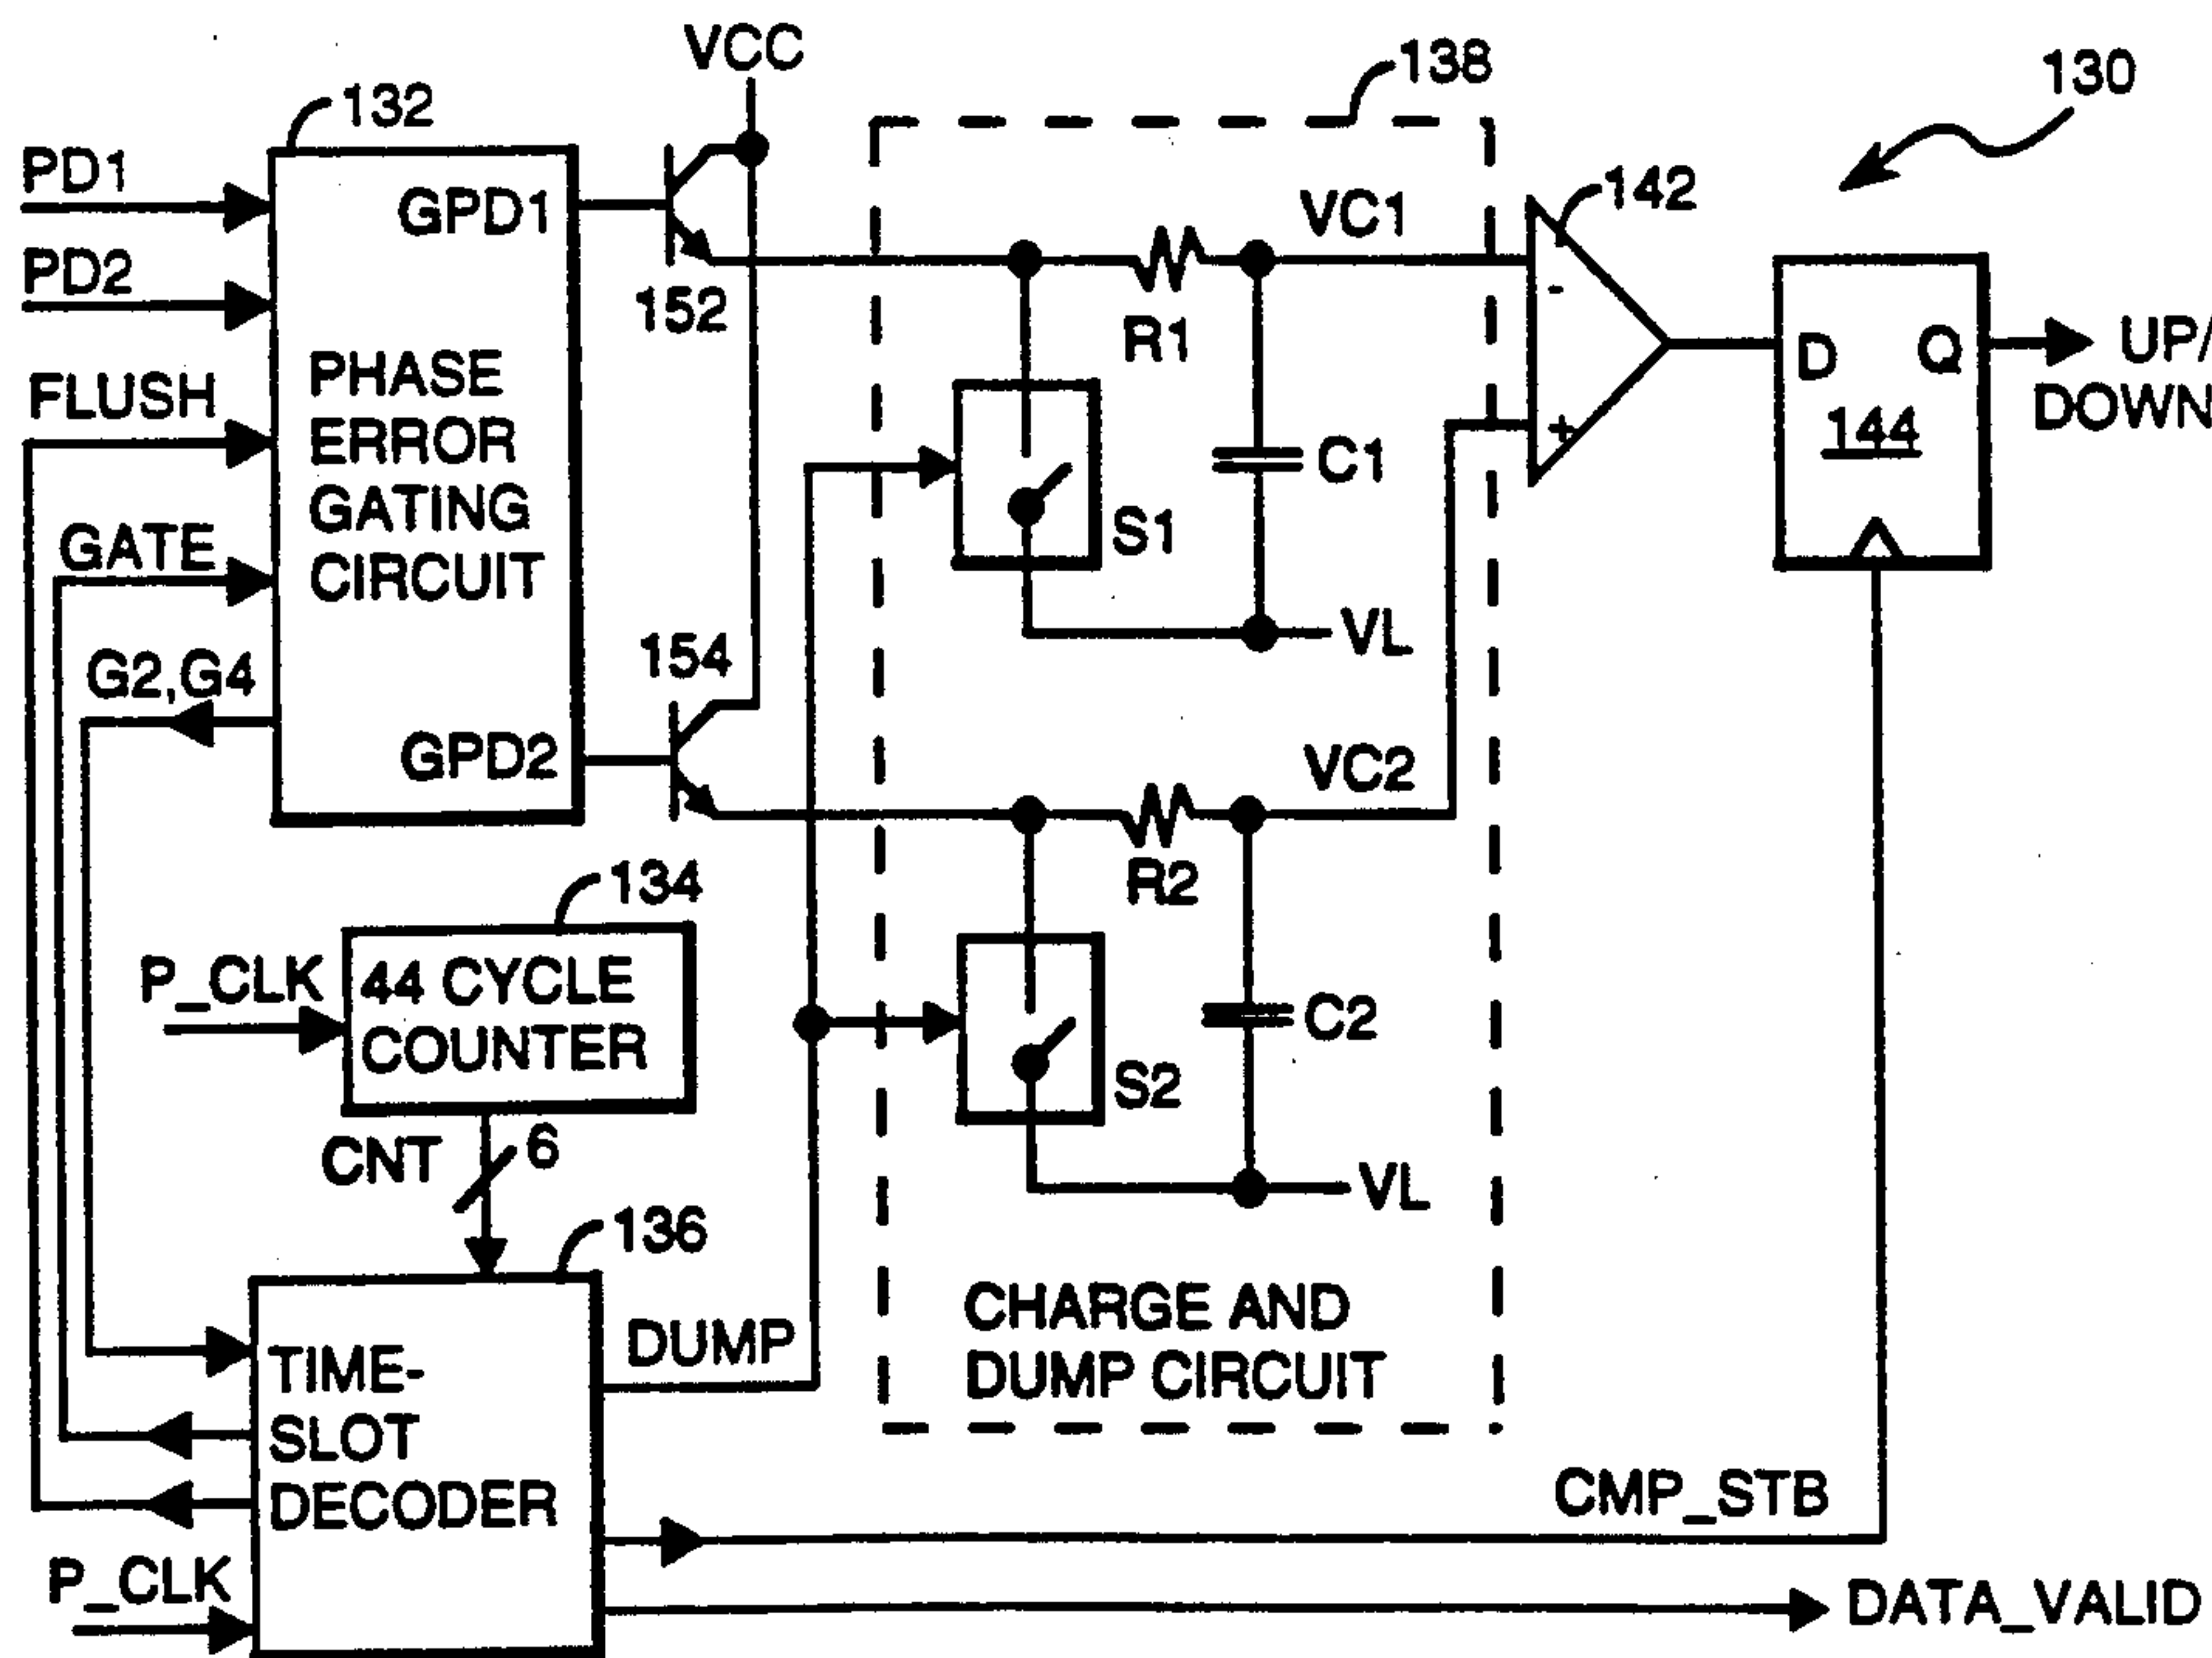 VCC
138
130
132
PD1
GPD1
VC1
142
PD2
152
R1
D
Q
UP/
DOWN
144
-
+
FLUSH
PHASE
ERROR
GATING
CIRCUIT
C1
S1
GATE
VL
G2,G4
154
GPD2
VC2
R2
134
P_CLK
44 CYCLE
COUNTER
C2
S2
CNT
6
VL
136
DUMP
CHARGE AND
DUMP CIRCUIT
TIME-
SLOT
DECODER
CMP_STB
P_CLK
DATA_VALID